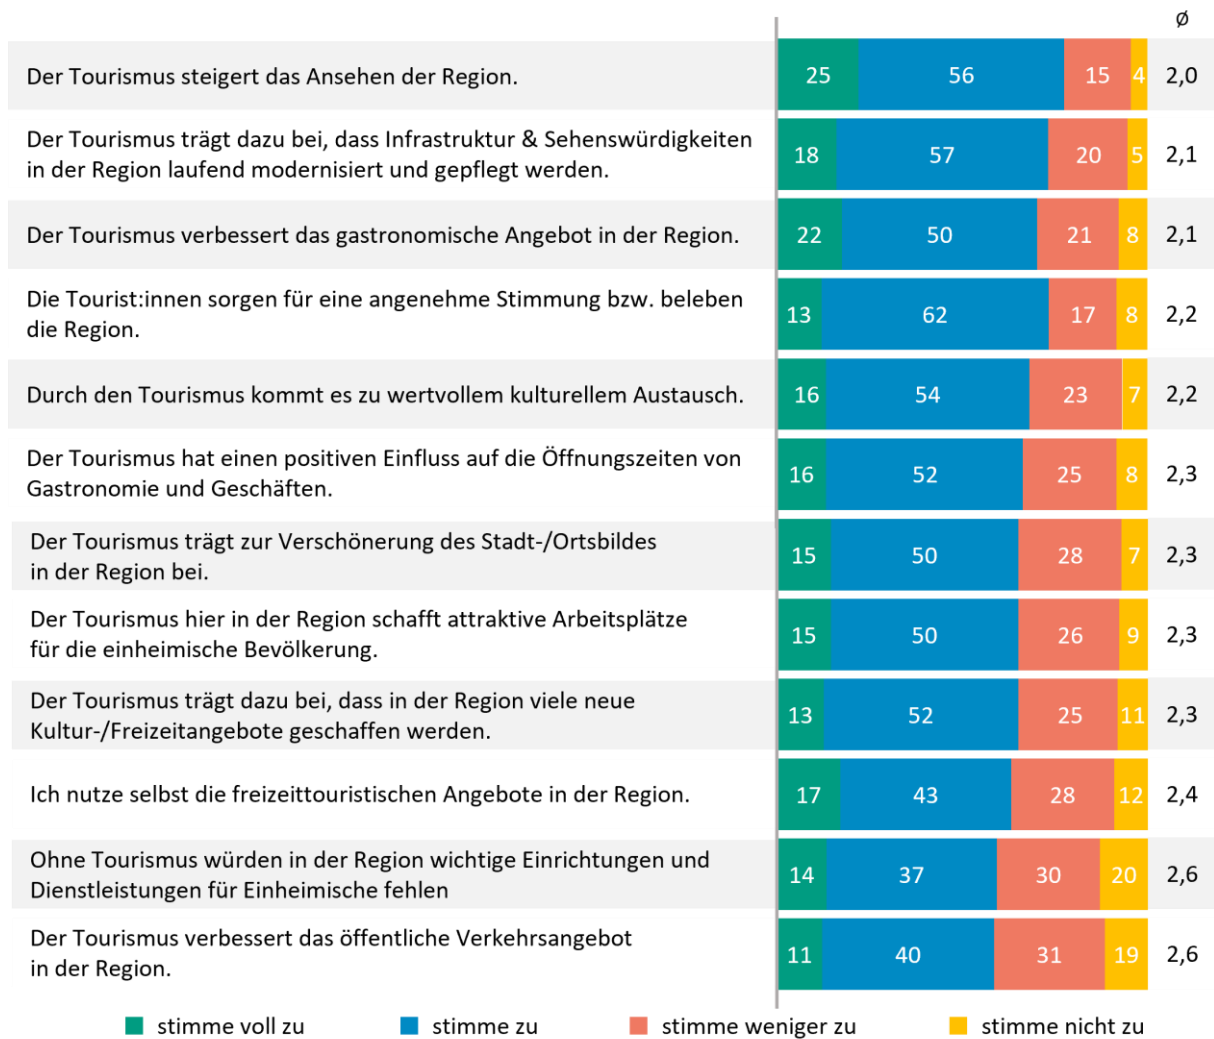 ø
Der Tourismus steigert das Ansehen der Region. 25 56 15 4 2,0
Der Tourismus trägt dazu bei, dass Infrastruktur & Sehenswürdigkeiten
in der Region laufend modernisiert und gepflegt werden. 18 57 20 5 2,1
Der Tourismus verbessert das gastronomische Angebot in der Region. 22 50 21 8 2,1
Die Tourist:innen sorgen für eine angenehme Stimmung bzw. beleben
die Region. 13 62 17 8 2,2
Durch den Tourismus kommt es zu wertvollem kulturellem Austausch. 16 54 23 7 2,2
Der Tourismus hat einen positiven Einfluss auf die Öffnungszeiten von
Gastronomie und Geschäften. 16 52 25 8 2,3
Der Tourismus trägt zur Verschönerung des Stadt-/Ortsbildes
in der Region bei. 15 50 28 7 2,3
Der Tourismus hier in der Region schafft attraktive Arbeitsplätze
für die einheimische Bevölkerung. 15 50 26 9 2,3
Der Tourismus trägt dazu bei, dass in der Region viele neue
Kultur-/Freizeitangebote geschaffen werden. 13 52 25 11 2,3
Ich nutze selbst die freizeittouristischen Angebote in der Region. 17 43 28 12 2,4
Ohne Tourismus würden in der Region wichtige Einrichtungen und
Dienstleistungen für Einheimische fehlen 14 37 30 20 2,6
Der Tourismus verbessert das öffentliche Verkehrsangebot
in der Region. 11 40 31 19 2,6
stimme voll zu stimme zu stimme weniger zu stimme nicht zu